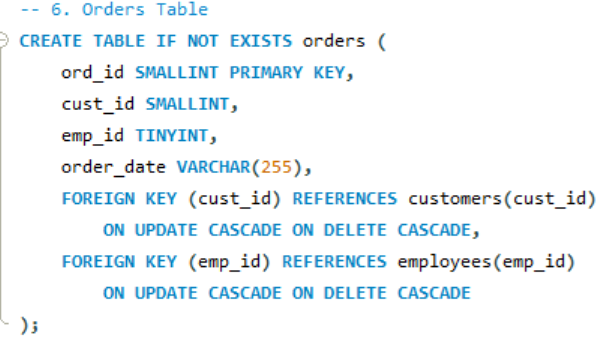 -- 6. Orders Table
CREATE TABLE IF NOT EXISTS orders (
ord_id SMALLINT PRIMARY KEY,
cust_id SMALLINT,
emp_id TINYINT,
order_date VARCHAR(255),
FOREIGN KEY (cust_id) REFERENCES customers(cust_id)
ON UPDATE CASCADE ON DELETE CASCADE,
FOREIGN KEY (emp_id) REFERENCES employees(emp_id)
ON UPDATE CASCADE ON DELETE CASCADE
);